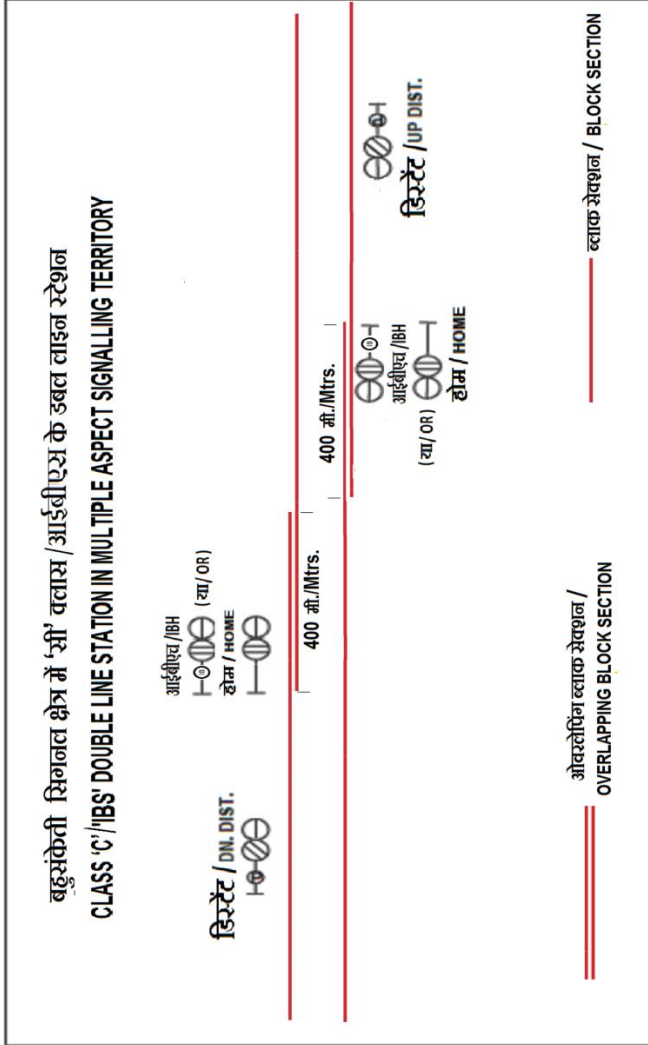 बहुसंकेती सिगनल क्षेत्र में 'सी' क्लास /आईबीएस के डबल लाइन स्टेशन
CLASS 'C'/'IBS' DOUBLE LINE STATION IN MULTIPLE ASPECT SIGNALLING TERRITORY
आईबीएच /IBH
IB (या/ OR)
होम / HOME
डिस्टेंट / DN. DIST.
D
400 मी./Mtrs.
400 मी./Mtrs.
IB
आईबीएच /IBH
(या/ OR)
होम / HOME
D
डिस्टेंट / UP DIST.
ओवरलेपिंग ब्लाक सेक्शन /
OVERLAPPING BLOCK SECTION
ब्लाक सेक्शन / BLOCK SECTION